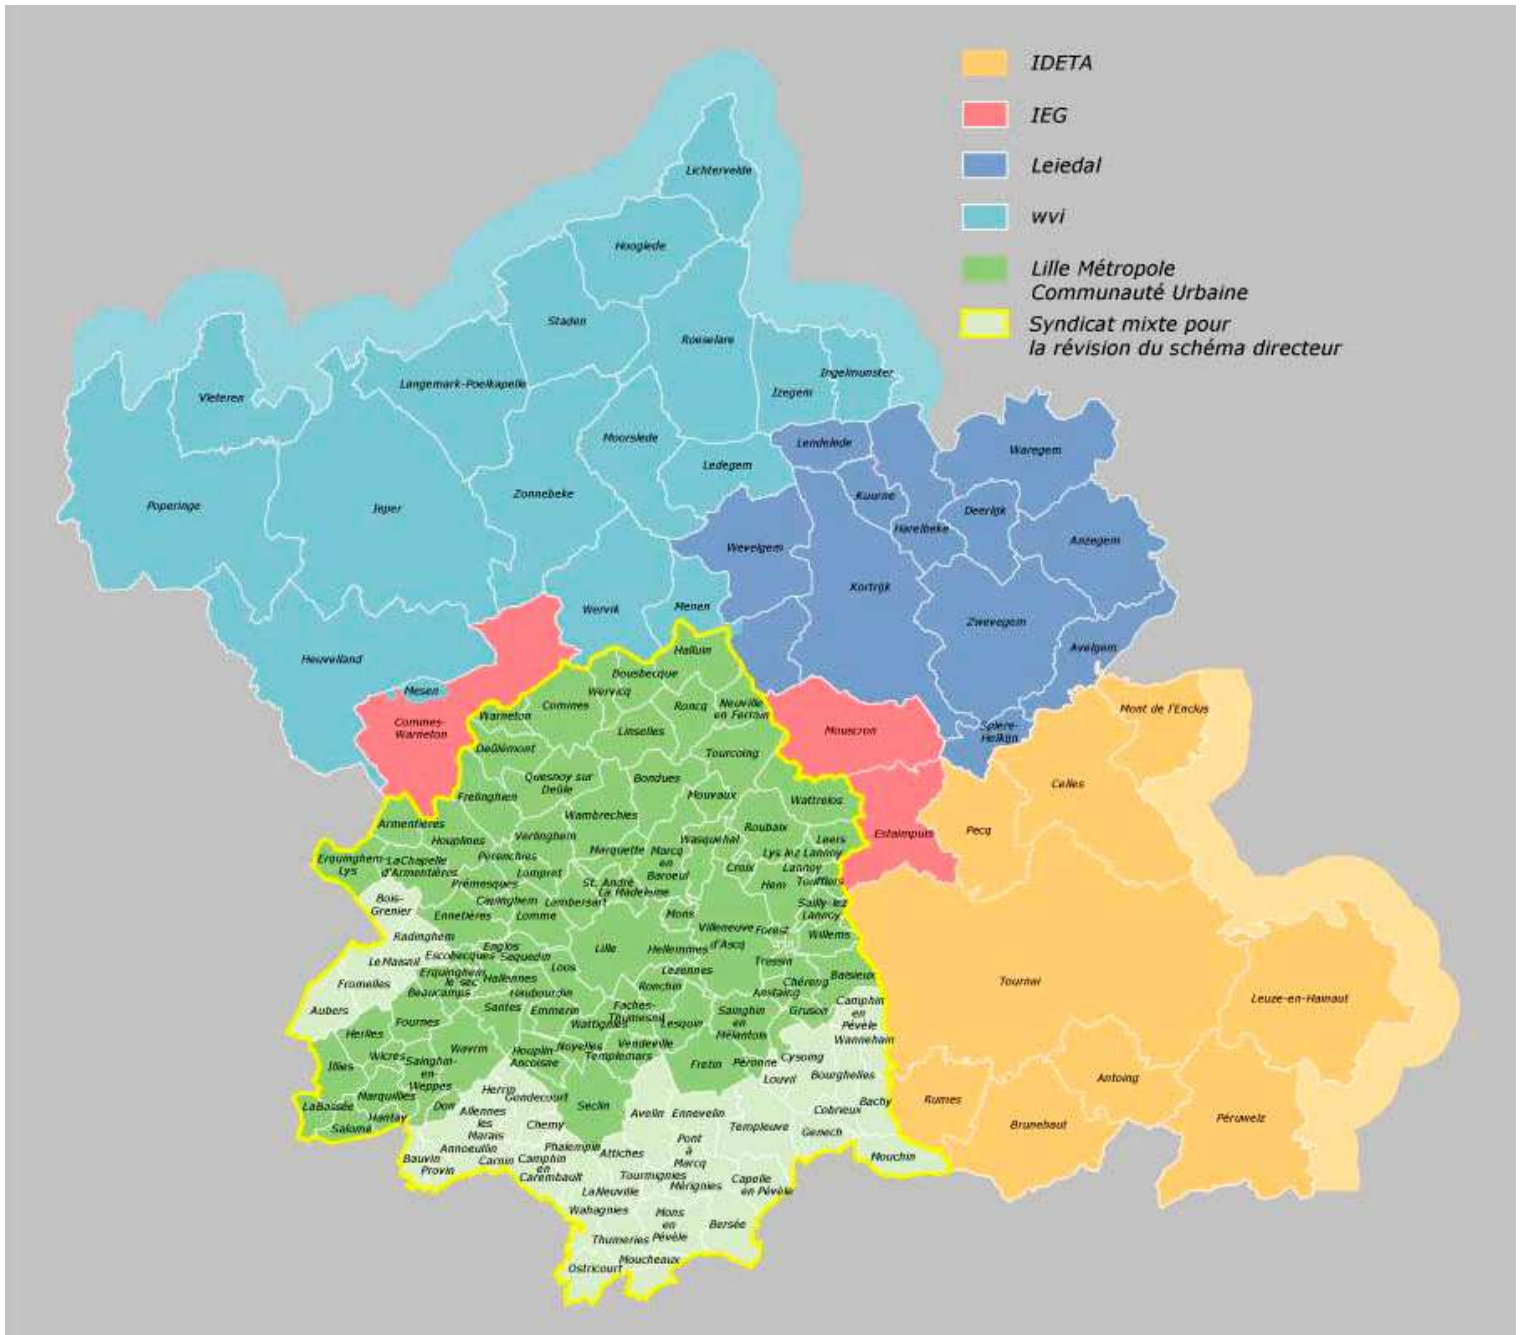 IDETA
IEG
Leiedal
wvi
Lille Métropole
Communauté Urbaine
Syndicat mixte pour
la révision du schéma directeur
Lichtervelde
Hooglede
Staden
Roeselare
Langemark-Poelkapelle
Vleteren
Izegem
Ingelmunster
Moorslede
Ledegem
Zonnebeke
Poperinge
Ieper
Wervik
Menen
Heuvelland
Mesen
Lendelede
Waregem
Kuurne
Harelbeke
Deerlijk
Anzegem
Wevelgem
Kortrijk
Zwevegem
Avelgem
Spiere-
Helkijn
Comines-
Warneton
Mouscron
Estaimpuis
Mont de l'Enclus
Celles
Pecq
Tournai
Leuze-en-Hainaut
Rumes
Antoing
Brunehaut
Péruwelz
Halluin
Bousbecque
Wervicq
Comines
Warneton
Roncq
Neuville
en Ferrain
Linselles
Deûlémont
Tourcoing
Quesnoy sur
Deûle
Bondues
Frelinghien
Mouvaux
Wattrelos
Wambrechies
Armentières
Houplines
Verlinghem
Roubaix
Wasquehal
Leers
Lys lez Lannoy
Marquette
Marcq
en
Baroeul
Erquinghem-
Lys
LaChapelle
d'Armentières
Pérenchies
Lompret
Croix
Lannoy
Prémesques
St. André
La Madeleine
Hem
Toufflers
Bois-
Grenier
Capinghem
Lambersart
Sailly-lez
Lannoy
Ennetières
Lomme
Mons
Villeneuve
d'Ascq
Forest
Willems
Radinghem
Englos
Lille
Hellemmes
Escobecques
Sequedin
Le Maisnil
Loos
Lezennes
Tressin
Erquinghem
le sec
Hallennes
Baisieux
Fromelles
Beaucamps
Haubourdin
Ronchin
Chéreng
Anstaing
Aubers
Santes
Emmerin
Faches-
Thumesnil
Gruson
Camphin
en
Pévèle
Fournes
Wattignies
Lesquin
Sainghin
en
Mélantois
Herlies
Wannehain
Wavrin
Houplin-
Ancoisne
Noyelles
Vendeville
Templemars
Wicres
Sainghin-
en-
Weppes
Illies
Fretin
Péronne
Cysoing
Louvil
Bourghelles
Marquillies
Herrin
Gondecourt
LaBassée
Don
Seclin
Bachy
Hantay
Salomé
Allennes
les
Marais
Avelin
Ennevelin
Cobrieux
Chemy
Templeuve
Genech
Annoeullin
Phalempin
Attiches
Pont
à
Marcq
Bauvin
Provin
Carnin
Camphin
en
Carembault
Nouchin
Tourmignies
Mérignies
Capelle
en Pévèle
LaNeuville
Wahagnies
Mons
en
Pévèle
Bersée
Thumeries
Moucheaux
Ostricourt